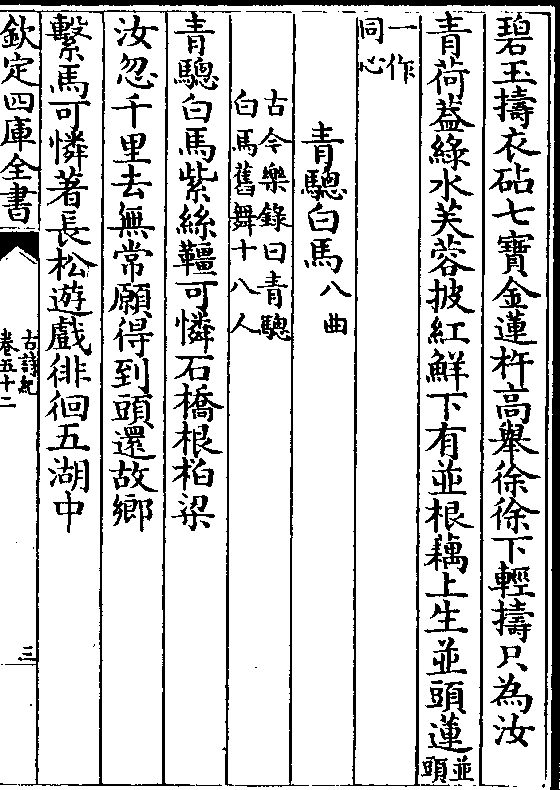 碧玉擣衣砧七寶金蓮杵高舉徐徐下輕擣只為汝
青荷葢綠水芙蓉披紅鮮下有並根藕上生並頭蓮並頭
一作
同心
青驄白馬八曲
古今樂錄曰青驄
白馬舊舞十八人
青驄白馬紫絲韁可憐石橋根柏梁
汝忽千里去無常願得到頭還故鄉
繫馬可憐著長松遊戲徘徊五湖中
欽定四庫全書
古詩紀
卷五十二
三